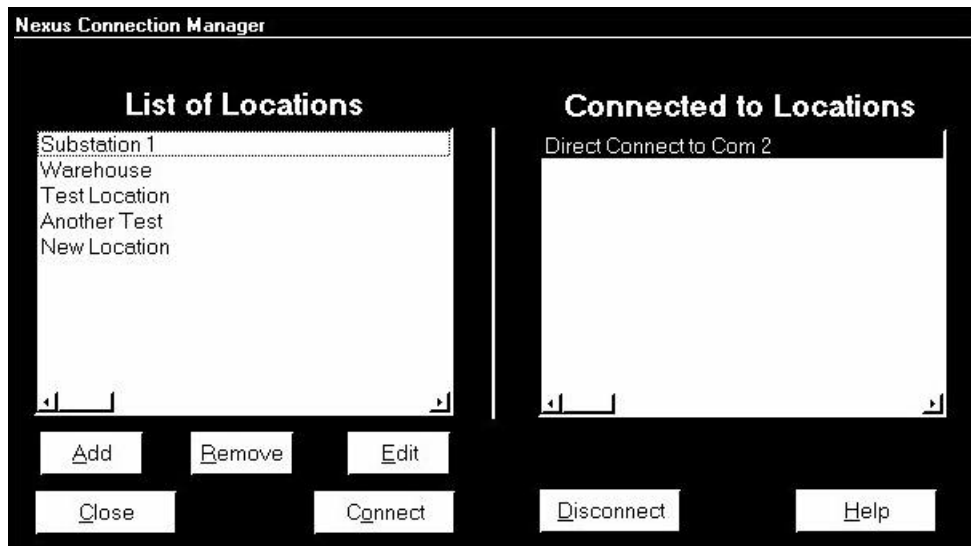 Nexus Connection Manager
List of Locations
Substation 1
Warehouse
Test Location
Another Test
New Location
Add
Remove
Edit
Close
Connect
Connected to Locations
Direct Connect to Com 2
Disconnect
Help